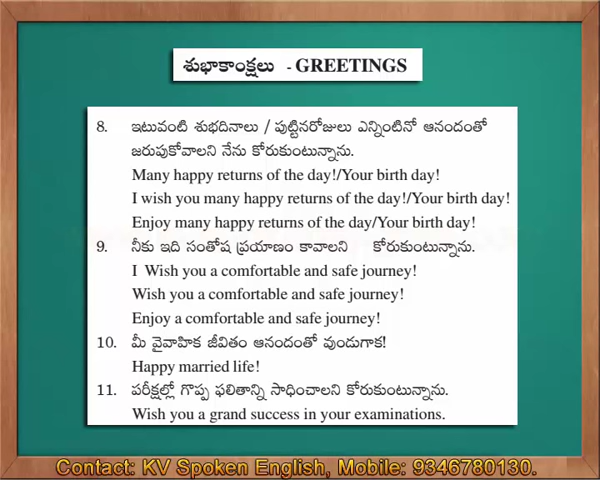 శుభాకాంక్షలు - GREETINGS
8. ఇటువంటి శుభదినాలు / పుట్టినరోజులు ఎన్నింటినో ఆనందంతో
జరుపుకోవాలని నేను కోరుకుంటున్నాను.
Many happy returns of the day!/Your birth day!
I wish you many happy returns of the day!/Your birth day!
Enjoy many happy returns of the day/Your birth day!
9. నీకు ఇది సంతోష ప్రయాణం కావాలని కోరుకుంటున్నాను.
I Wish you a comfortable and safe journey!
Wish you a comfortable and safe journey!
Enjoy a comfortable and safe journey!
10. మీ వైవాహిక జీవితం ఆనందంతో వుండుగాక!
Happy married life!
11. పరీక్షల్లో గొప్ప ఫలితాన్ని సాధించాలని కోరుకుంటున్నాను.
Wish you a grand success in your examinations.
Contact: KV Spoken English, Mobile: 9346780130.